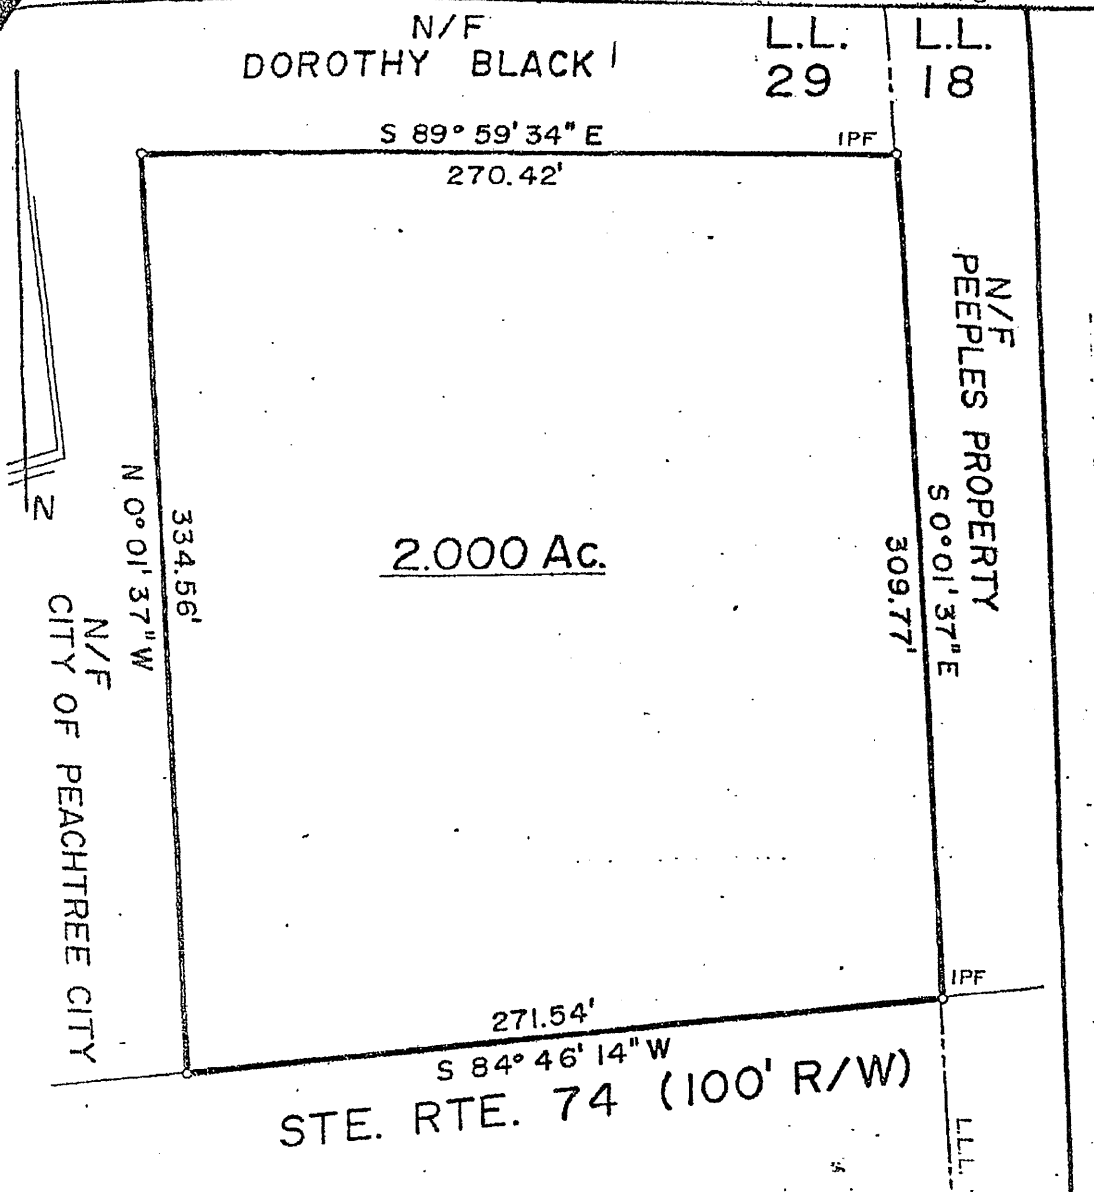 N/F
DOROTHY BLACK
L.L.
29
L.L.
18
S 89° 59' 34" E
IPF
270.42'
N/F
PEEPLES PROPERTY
S 0° 01' 37" E
309.77'
2.000 Ac.
334.56'
N 0° 01' 37" W
N
N/F
CITY OF PEACHTREE CITY
IPF
271.54'
S 84° 46' 14" W
STE. RTE. 74 (100' R/W)
L.L.L.